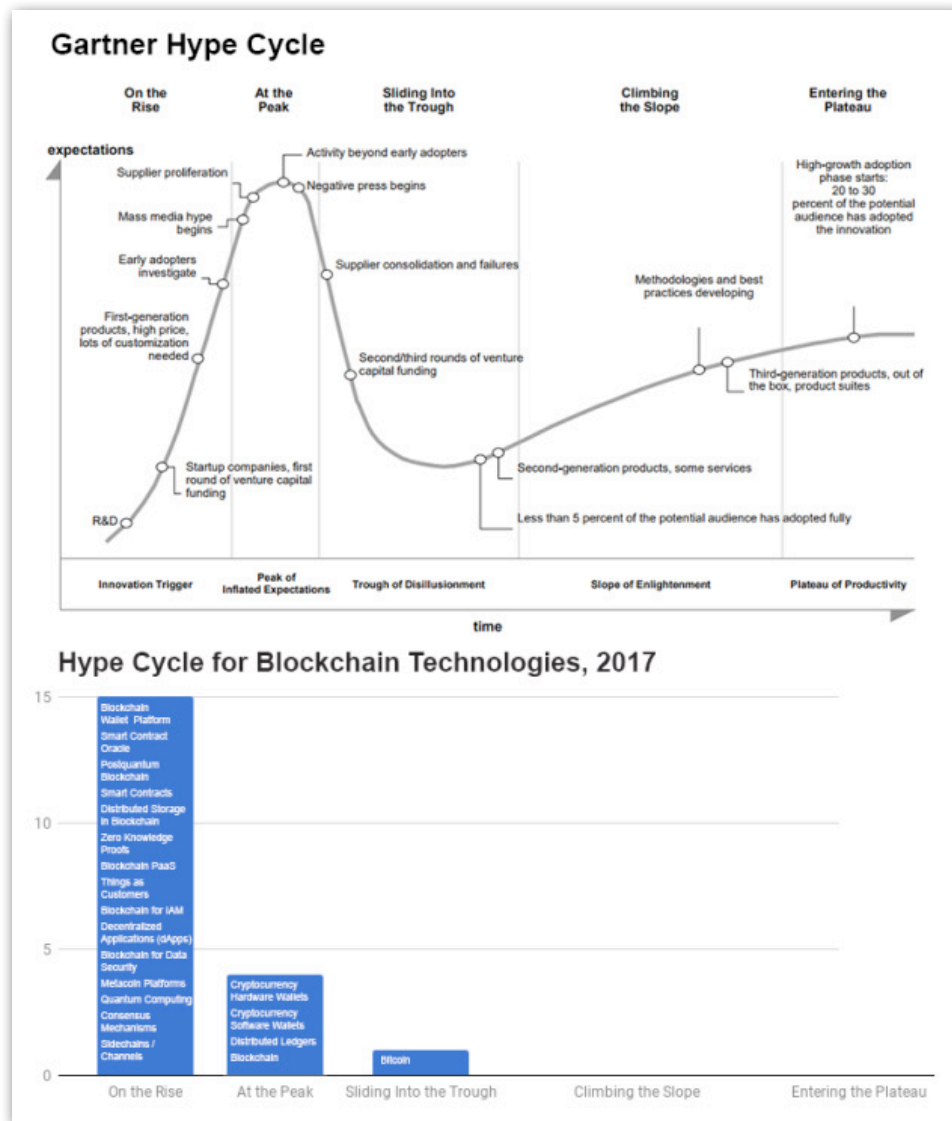 Gartner Hype Cycle
On the
Rise
At the
Peak
Sliding Into
the Trough
Climbing
the Slope
Entering the
Plateau
expectations
Activity beyond early adopters
Supplier proliferation
Negative press begins
Mass media hype
begins
Early adopters
investigate
Supplier consolidation and failures
First-generation
products, high price,
lots of customization
needed
Second/third rounds of venture
capital funding
Startup companies, first
round of venture capital
funding
R&D
High-growth adoption
phase starts:
20 to 30
percent of the potential
audience has adopted
the innovation
Methodologies and best
practices developing
Third-generation products, out of
the box, product suites
Second-generation products, some services
Less than 5 percent of the potential audience has adopted fully
Innovation Trigger
Peak of
Inflated Expectations
Trough of Disillusionment
Slope of Enlightenment
Plateau of Productivity
time
Hype Cycle for Blockchain Technologies, 2017
15
10
5
0
Blockchain
Wallet Platform
Smart Contract
Oracle
Postquantum
Blockchain
Smart Contracts
Distributed Storage
in Blockchain
Zero Knowledge
Proofs
Blockchain PaaS
Things as
Customers
Blockchain for IAM
Decentralized
Applications (dApps)
Blockchain for Data
Security
Metacoin Platforms
Quantum Computing
Consensus
Mechanisms
Sidechains /
Channels
Cryptocurrency
Hardware Wallets
Cryptocurrency
Software Wallets
Distributed Ledgers
Blockchain
Bitcoin
On the Rise
At the Peak
Sliding Into the Trough
Climbing the Slope
Entering the Plateau